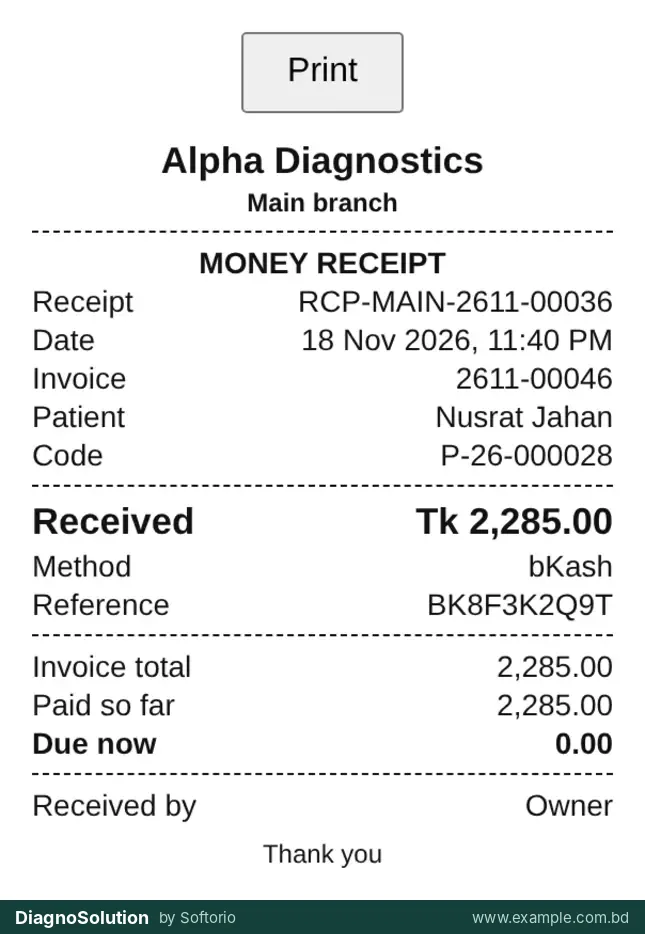 Print
Alpha Diagnostics
Main branch
MONEY RECEIPT
Receipt RCP-MAIN-2611-00036
Date 18 Nov 2026, 11:40 PM
Invoice 2611-00046
Patient Nusrat Jahan
Code P-26-000028
Received Tk 2,285.00
Method bKash
Reference BK8F3K2Q9T
Invoice total 2,285.00
Paid so far 2,285.00
Due now 0.00
Received by Owner
Thank you
DiagnoSolution by Softorio www.example.com.bd